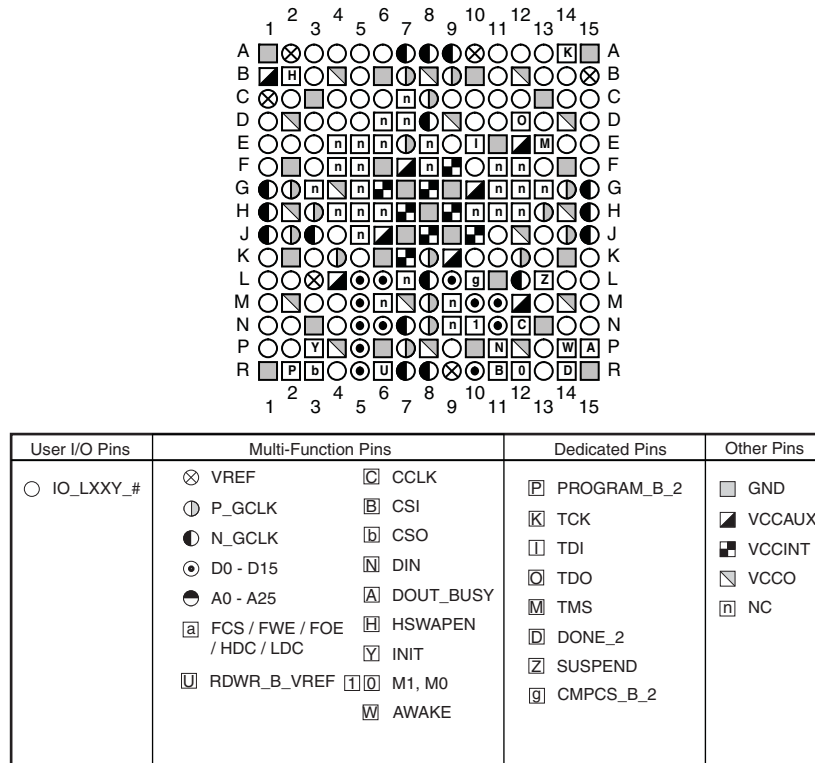 2 4 6 8 10 12 14
1 3 5 7 9 11 13 15
A K A
B H B
C n C
D n n O D
E n n n n I M E
F n n n n n F
G n n n n n G
H n n n n n n H
J n J
K K
L n g Z L
M n n M
N n 1 C N
P Y N W A P
R P b U B 0 D R
2 4 6 8 10 12 14
1 3 5 7 9 11 13 15
User I/O Pins Multi-Function Pins Dedicated Pins Other Pins
IO_LXXY_#
VREF
P_GCLK
N_GCLK
D0 - D15
A0 - A25
a FCS / FWE / FOE
/ HDC / LDC
U RDWR_B_VREF
C CCLK
B CSI
b CSO
N DIN
A DOUT_BUSY
H HSWAPEN
Y INIT
1 0 M1, M0
W AWAKE
P PROGRAM_B_2
K TCK
I TDI
O TDO
M TMS
D DONE_2
Z SUSPEND
g CMPCS_B_2
GND
VCCAUX
VCCINT
VCCO
n NC